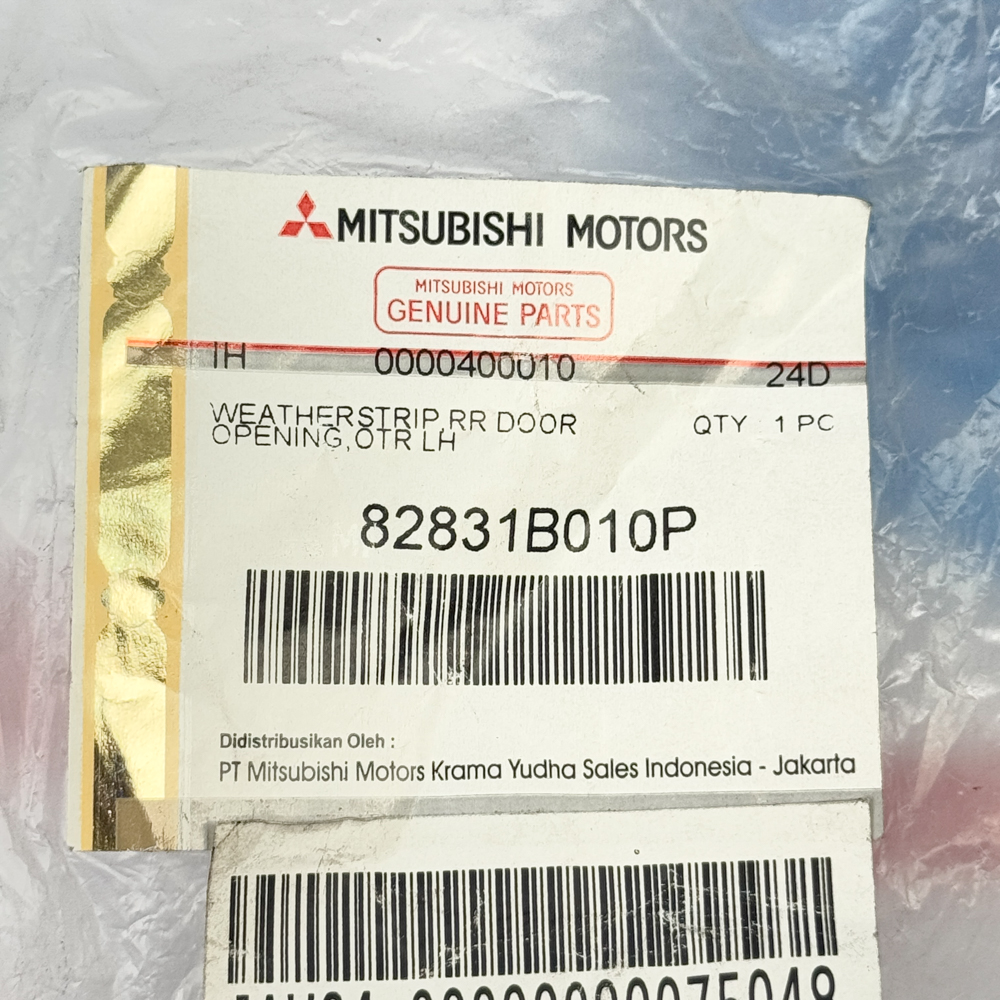 MITSUBISHI MOTORS
MITSUBISHI MOTORS
GENUINE PARTS
IH 0000400010 24D
WEATHERSTRIP,RR DOOR QTY 1 PC
OPENING,OTR LH
82831B010P
Didistribusikan Oleh :
PT Mitsubishi Motors Krama Yudha Sales Indonesia - Jakarta